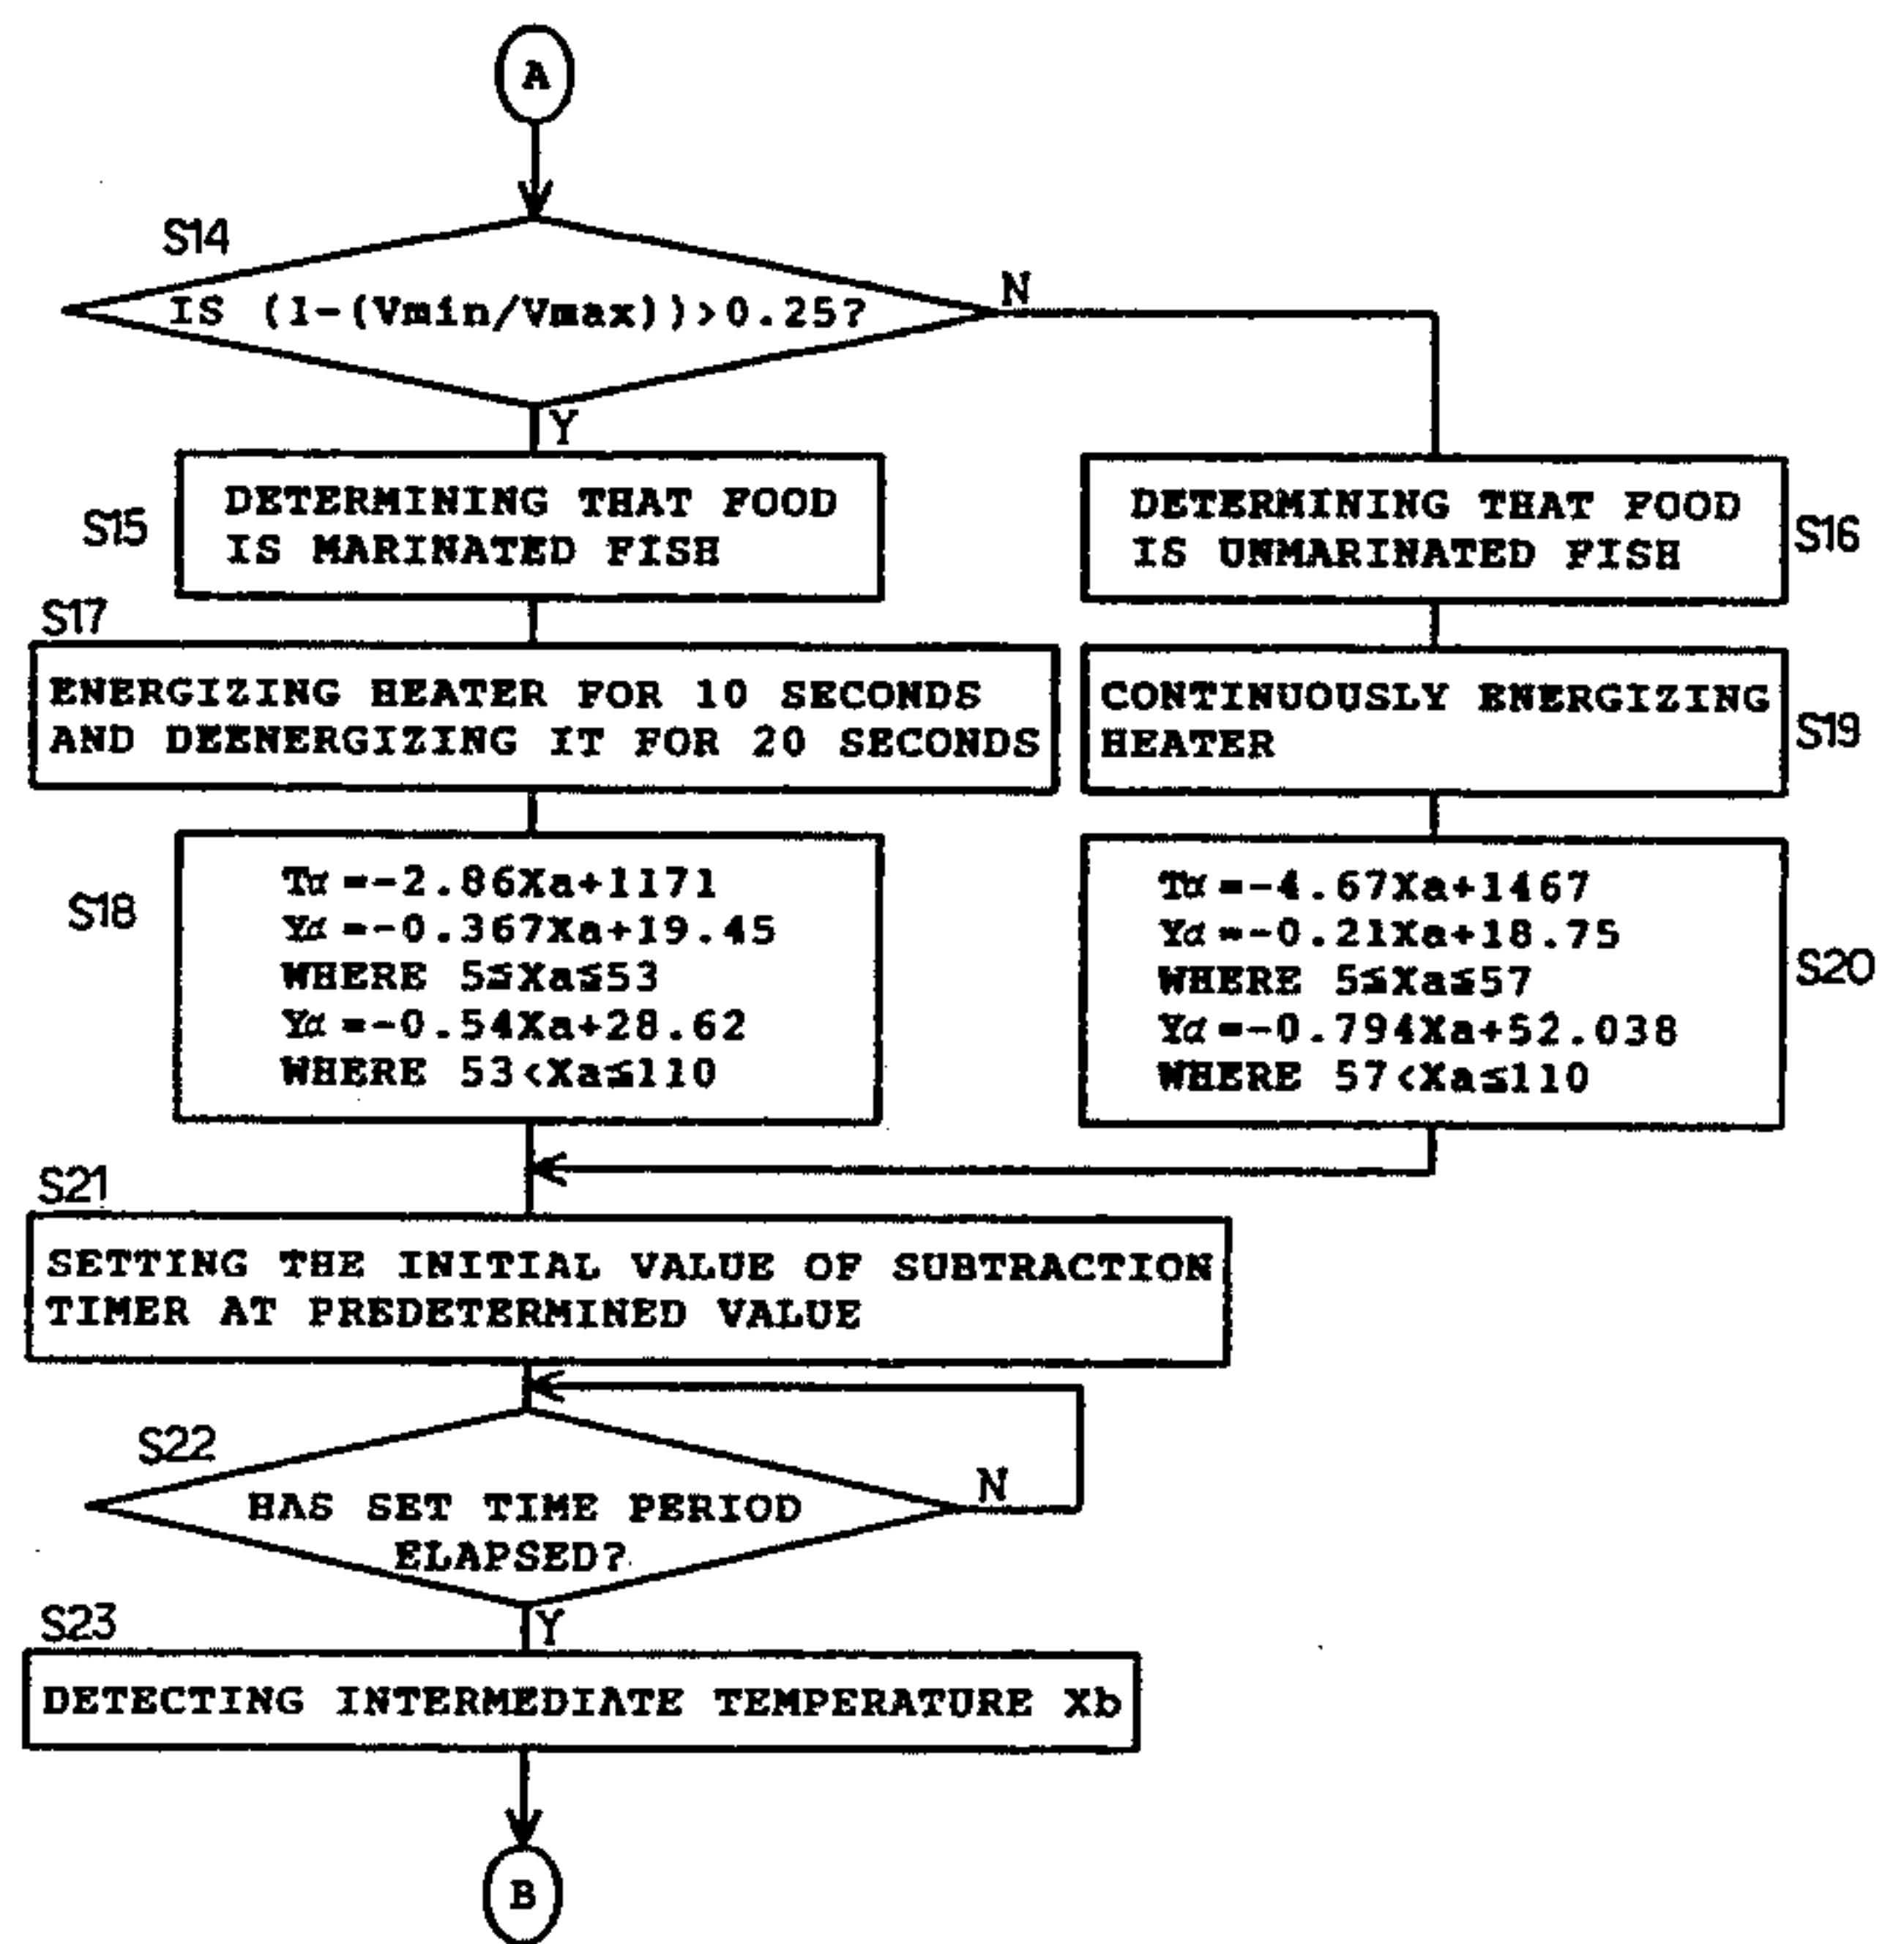 A
S14
IS (1-(Vmin/Vmax))>0.25?
N
Y
S15
DETERMINING THAT FOOD
IS MARINATED FISH
DETERMINING THAT FOOD
IS UNMARINATED FISH
S16
S17
ENERGIZING HEATER FOR 10 SECONDS
AND DEENERGIZING IT FOR 20 SECONDS
CONTINUOUSLY ENERGIZING
HEATER
S19
S18
Tα=-2.86Xa+1171
Yα=-0.367Xa+19.45
WHERE 5≦Xa≦53
Yα=-0.54Xa+28.62
WHERE 53<Xa≦110
Tα=-4.67Xa+1467
Yα=-0.21Xa+18.75
WHERE 5≦Xa≦57
Yα=-0.794Xa+52.038
WHERE 57<Xa≦110
S20
S21
SETTING THE INITIAL VALUE OF SUBTRACTION
TIMER AT PREDETERMINED VALUE
S22
HAS SET TIME PERIOD
ELAPSED?
N
Y
S23
DETECTING INTERMEDIATE TEMPERATURE Xb
B